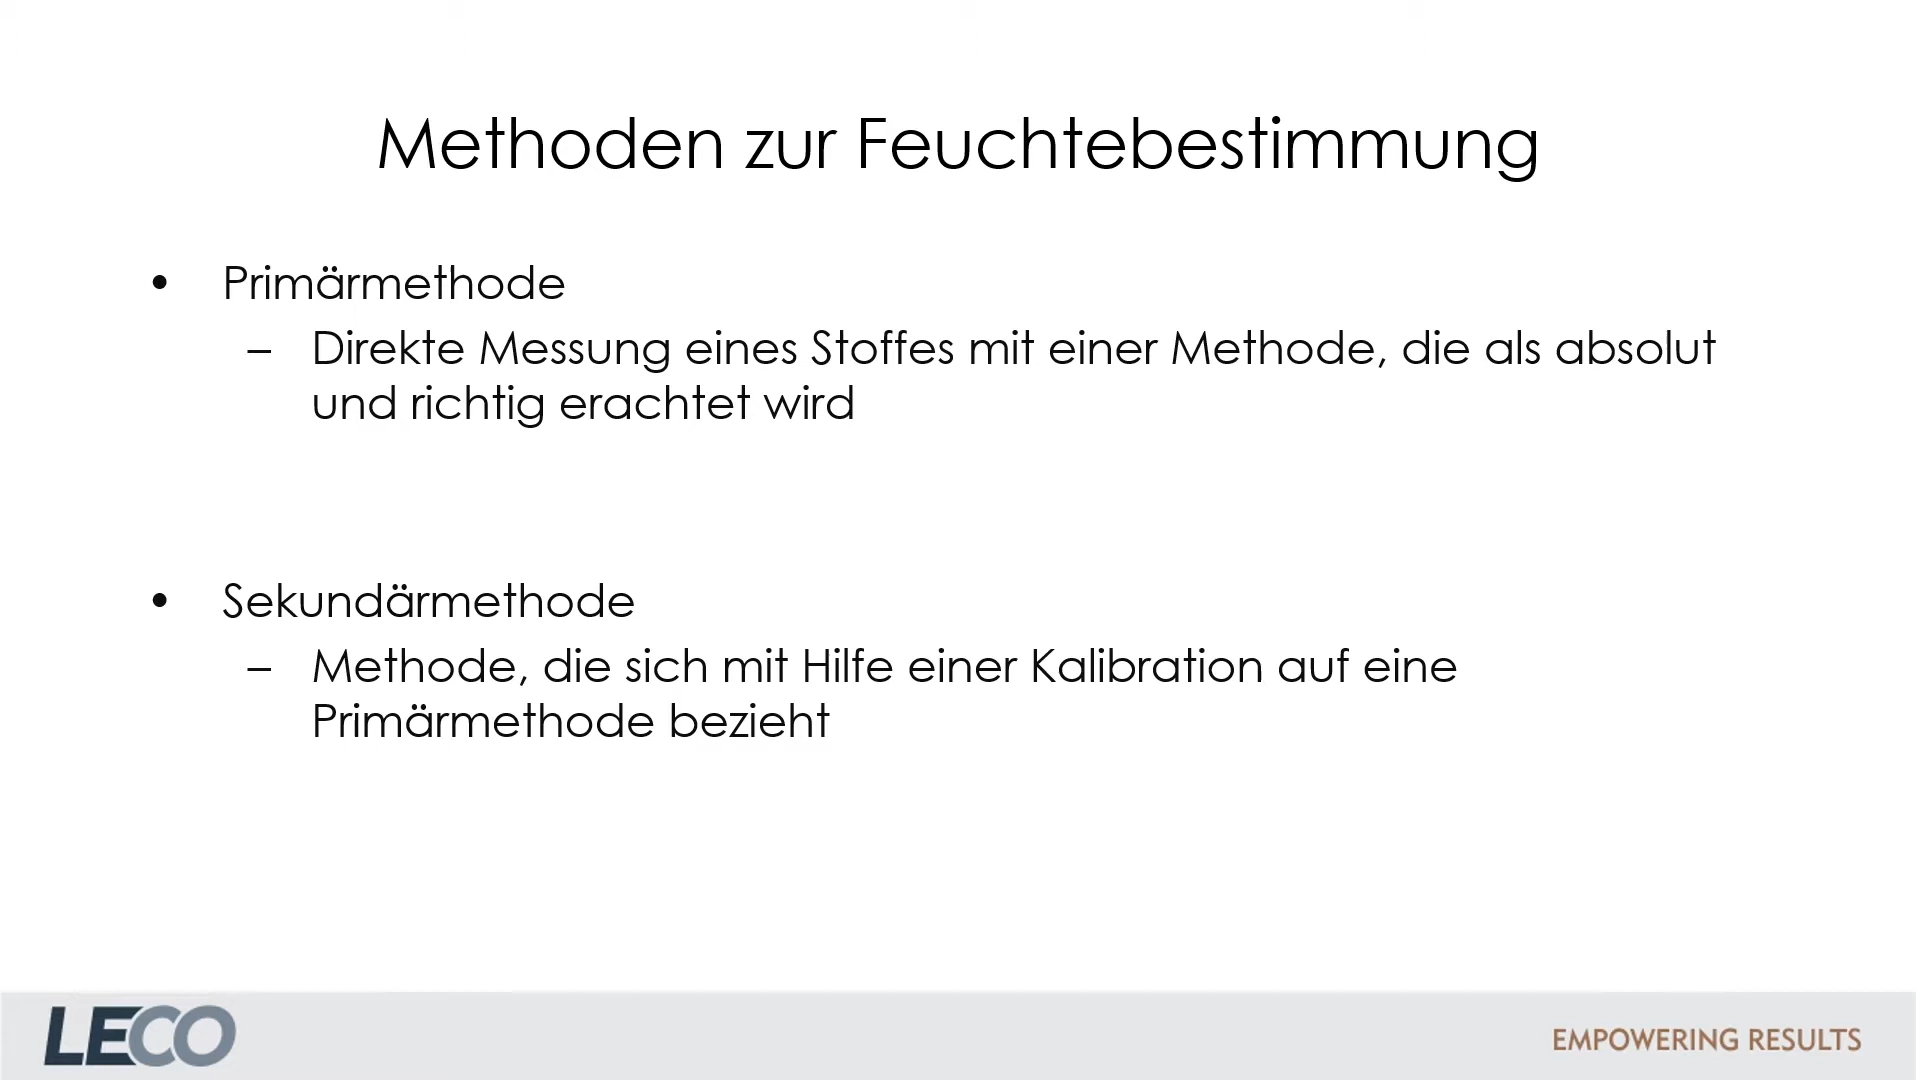 Methoden zur Feuchtebestimmung
• Primärmethode
– Direkte Messung eines Stoffes mit einer Methode, die als absolut
und richtig erachtet wird
• Sekundärmethode
– Methode, die sich mit Hilfe einer Kalibration auf eine
Primärmethode bezieht
LECO
EMPOWERING RESULTS